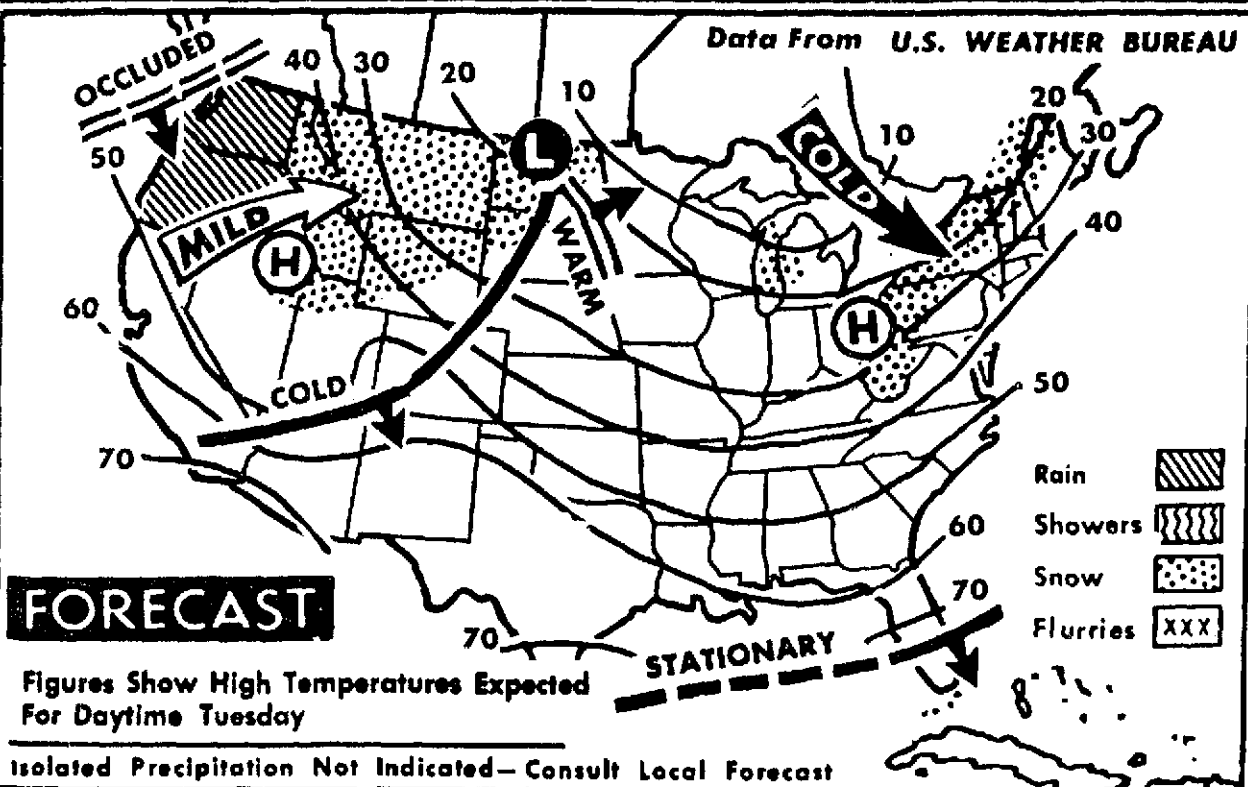 Data From U.S. WEATHER BUREAU
OCCLUDED
40 30 20 10 10 20 30
50
L
COLD
MILD
H
WARM
40
60
H
COLD
50
70
Rain
Showers
60
Snow
70
Flurries XXX
FORECAST
70
STATIONARY
Figures Show High Temperatures Expected
For Daytime Tuesday
Isolated Precipitation Not Indicated—Consult Local Forecast